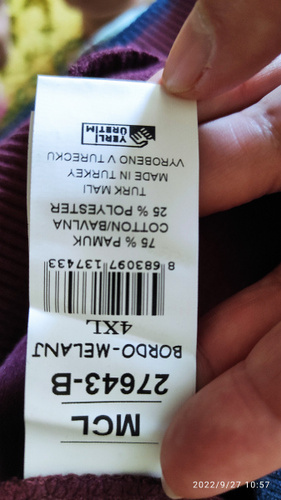 MCL
27643-B
BORDO-MELANJ
4XL
8 683097 137433
75 % PAMUK
COTTON/BAVLNA
25 % POLYESTER
TURK MALI
MADE IN TURKEY
VYROBENO V TURECKU
YERLİ
ÜRETİM
2022/9/27 10:57